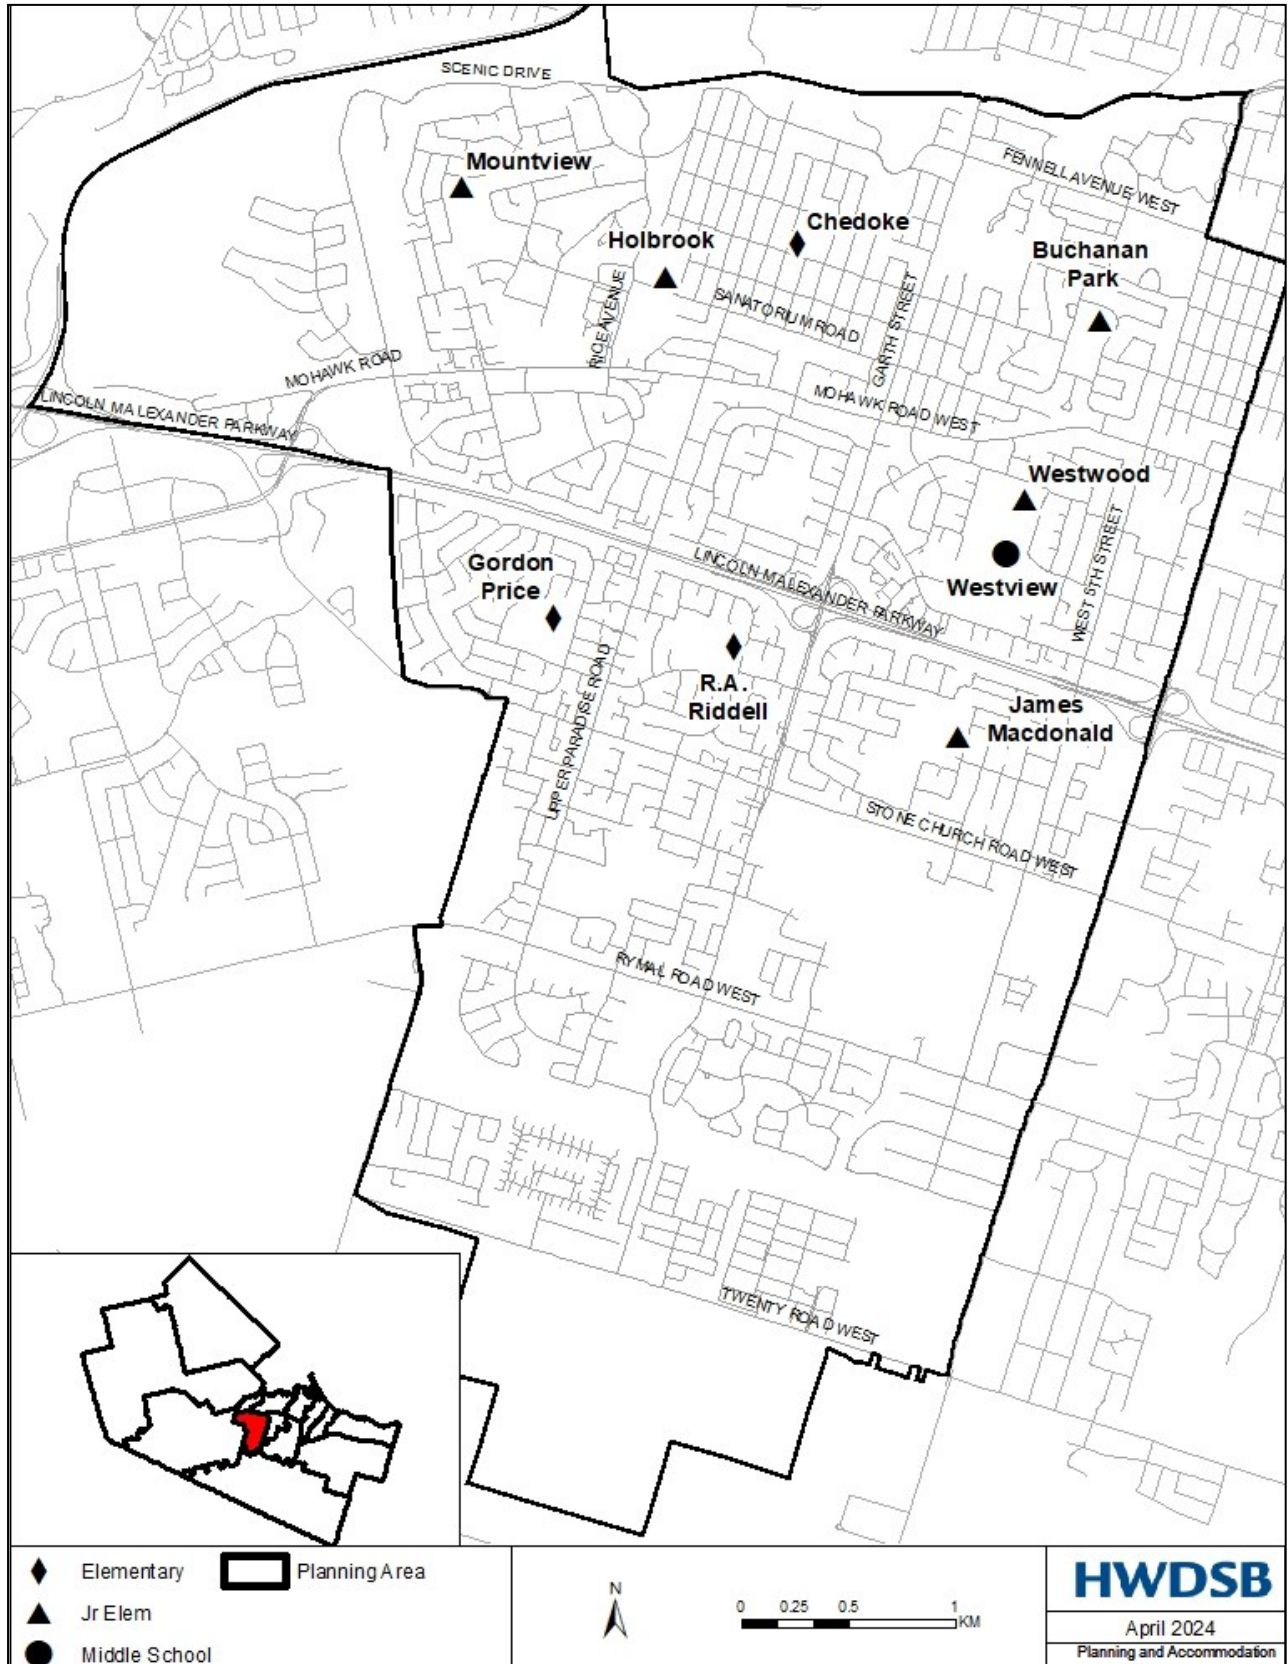 SCENIC DRIVE
Mountview
FENNELL AVENUE WEST
Chedoke
Holbrook
Buchanan
Park
RICE AVENUE
SANATORIUM ROAD
GARTH STREET
MOHAWK ROAD
MOHAWK ROAD WEST
LINCOLN M ALEXANDER PARKWAY
Westwood
Gordon
Price
LINCOLN M ALEXANDER PARKWAY
Westview
WEST 5TH STREET
UPPER PARADISE ROAD
R.A.
Riddell
James
Macdonald
STONE CHURCH ROAD WEST
RYMAL ROAD WEST
TWENTY ROAD WEST
Elementary
Planning Area
Jr Elem
Middle School
N
0 0.25 0.5 1
KM
HWDSB
April 2024
Planning and Accommodation